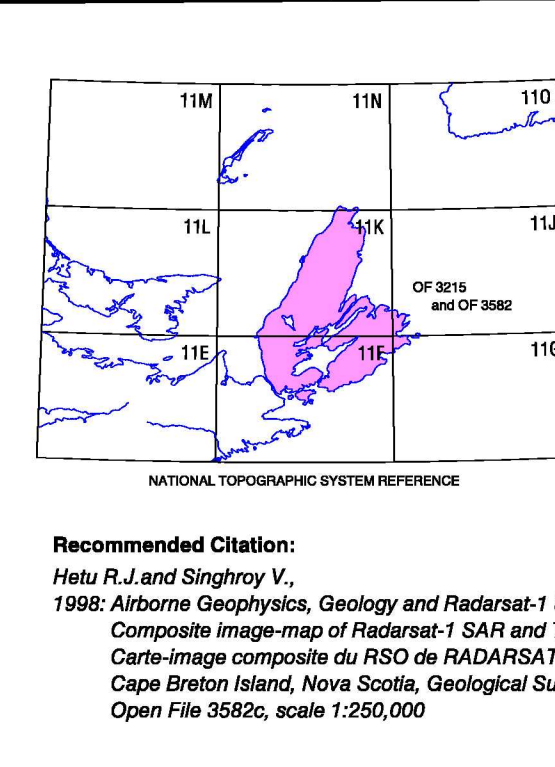 11M 11N 110
11L 11K 11J
OF 3215
and OF 3582
11E 11F
NATIONAL TOPOGRAPHIC SYSTEM REFERENCE
Recommended Citation:
Hetu R.J.and Singhroy V.,
1998: Airborne Geophysics, Geology and Radarsat-1
Composite image-map of Radarsat-1 SAR and
Carte-image composite du RSO de RADARSAT
Cape Breton Island, Nova Scotia, Geological Su
Open File 3582c, scale 1:250,000